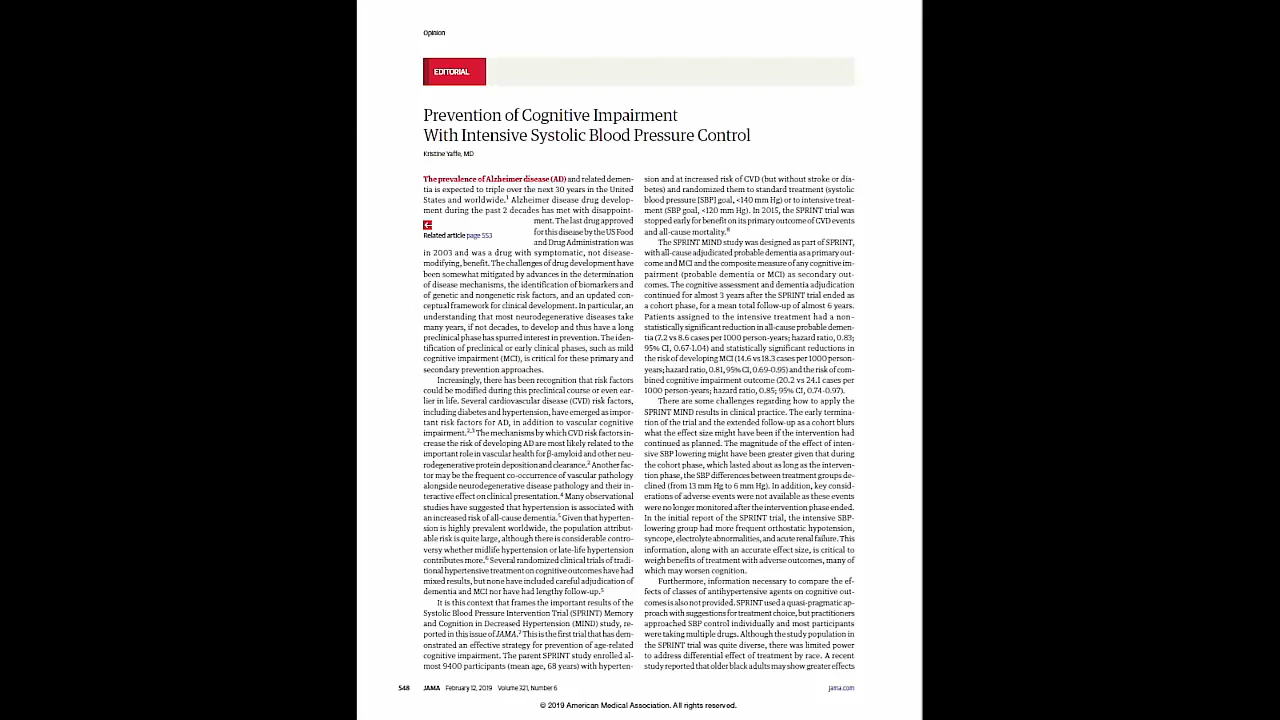 Opinion
EDITORIAL
Prevention of Cognitive Impairment
With Intensive Systolic Blood Pressure Control
Kristine Yaffe, MD
The prevalence of Alzheimer disease (AD) and related demen-
tia is expected to triple over the next 30 years in the United
States and worldwide.1 Alzheimer disease drug develop-
ment during the past 2 decades has met with disappoint-
ment. The last drug approved
for this disease by the US Food
and Drug Administration was
Related article page 553
in 2003 and was a drug with symptomatic, not disease-
modifying, benefit. The challenges of drug development have
been somewhat mitigated by advances in the determination
of disease mechanisms, the identification of biomarkers and
of genetic and nongenetic risk factors, and an updated con-
ceptual framework for clinical development. In particular, an
understanding that most neurodegenerative diseases take
many years, if not decades, to develop and thus have a long
preclinical phase has spurred interest in prevention. The iden-
tification of preclinical or early clinical phases, such as mild
cognitive impairment (MCI), is critical for these primary and
secondary prevention approaches.
Increasingly, there has been recognition that risk factors
could be modified during this preclinical course or even ear-
lier in life. Several cardiovascular disease (CVD) risk factors,
including diabetes and hypertension, have emerged as impor-
tant risk factors for AD, in addition to vascular cognitive
impairment.2,3 The mechanisms by which CVD risk factors in-
crease the risk of developing AD are most likely related to the
important role in vascular health for β-amyloid and other neu-
rodegenerative protein deposition and clearance.2 Another fac-
tor may be the frequent co-occurrence of vascular pathology
alongside neurodegenerative disease pathology and their in-
teractive effect on clinical presentation.4 Many observational
studies have suggested that hypertension is associated with
an increased risk of all-cause dementia.5 Given that hyperten-
sion is highly prevalent worldwide, the population attribut-
able risk is quite large, although there is considerable contro-
versy whether midlife hypertension or late-life hypertension
contributes more.6 Several randomized clinical trials of tradi-
tional hypertension treatment on cognitive outcomes have had
mixed results, but none have included careful adjudication of
dementia and MCI nor have had lengthy follow-up.5
It is this context that frames the important results of the
Systolic Blood Pressure Intervention Trial (SPRINT) Memory
and Cognition in Decreased Hypertension (MIND) study, re-
ported in this issue of JAMA.7 This is the first trial that has dem-
onstrated an effective strategy for prevention of age-related
cognitive impairment. The parent SPRINT study enrolled al-
most 9400 participants (mean age, 68 years) with hyperten-
sion and at increased risk of CVD (but without stroke or dia-
betes) and randomized them to standard treatment (systolic
blood pressure [SBP] goal, <140 mm Hg) or to intensive treat-
ment (SBP goal, <120 mm Hg). In 2015, the SPRINT trial was
stopped early for benefit on its primary outcome of CVD events
and all-cause mortality.8
The SPRINT MIND study was designed as part of SPRINT,
with all-cause adjudicated probable dementia as a primary out-
come and MCI and the composite measure of any cognitive im-
pairment (probable dementia or MCI) as secondary out-
comes. The cognitive assessment and dementia adjudication
continued for almost 3 years after the SPRINT trial ended as
a cohort phase, for a mean total follow-up of almost 6 years.
Patients assigned to the intensive treatment had a non-
statistically significant reduction in all-cause probable demen-
tia (7.2 vs 8.6 cases per 1000 person-years; hazard ratio, 0.83;
95% CI, 0.67-1.04) and statistically significant reductions in
the risk of developing MCI (14.6 vs 18.3 cases per 1000 person-
years; hazard ratio, 0.81, 95% CI, 0.69-0.95) and the risk of com-
bined cognitive impairment outcome (20.2 vs 24.1 cases per
1000 person-years; hazard ratio, 0.85; 95% CI, 0.74-0.97).
There are some challenges regarding how to apply the
SPRINT MIND results in clinical practice. The early termina-
tion of the trial and the extended follow-up as a cohort blurs
what the effect size might have been if the intervention had
continued as planned. The magnitude of the effect of inten-
sive SBP lowering might have been greater given that during
the cohort phase, which lasted about as long as the interven-
tion phase, the SBP differences between treatment groups de-
clined (from 13 mm Hg to 6 mm Hg). In addition, key consid-
erations of adverse events were not available as these events
were no longer monitored after the intervention phase ended.
In the initial report of the SPRINT trial, the intensive SBP-
lowering group had more frequent orthostatic hypotension,
syncope, electrolyte abnormalities, and acute renal failure. This
information, along with an accurate effect size, is critical to
weigh benefits of treatment with adverse outcomes, many of
which may worsen cognition.
Furthermore, information necessary to compare the ef-
fects of classes of antihypertensive agents on cognitive out-
comes is also not provided. SPRINT used a quasi-pragmatic ap-
proach with suggestions for treatment choice, but practitioners
approached SBP control individually and most participants
were taking multiple drugs. Although the study population in
the SPRINT trial was quite diverse, there was limited power
to address differential effect of treatment by race. A recent
study reported that older black adults may show greater effects
548 JAMA February 12, 2019 Volume 321, Number 6
jama.com
© 2019 American Medical Association. All rights reserved.